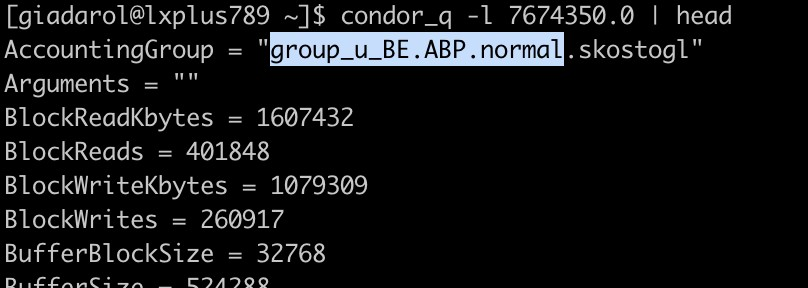 [giadarol@lxplus789 ~]$ condor_q -l 7674350.0 | head
AccountingGroup = "group_u_BE.ABP.normal.skostogl"
Arguments = ""
BlockReadKbytes = 1607432
BlockReads = 401848
BlockWriteKbytes = 1079309
BlockWrites = 260917
BufferBlockSize = 32768
BufferSize = 524288